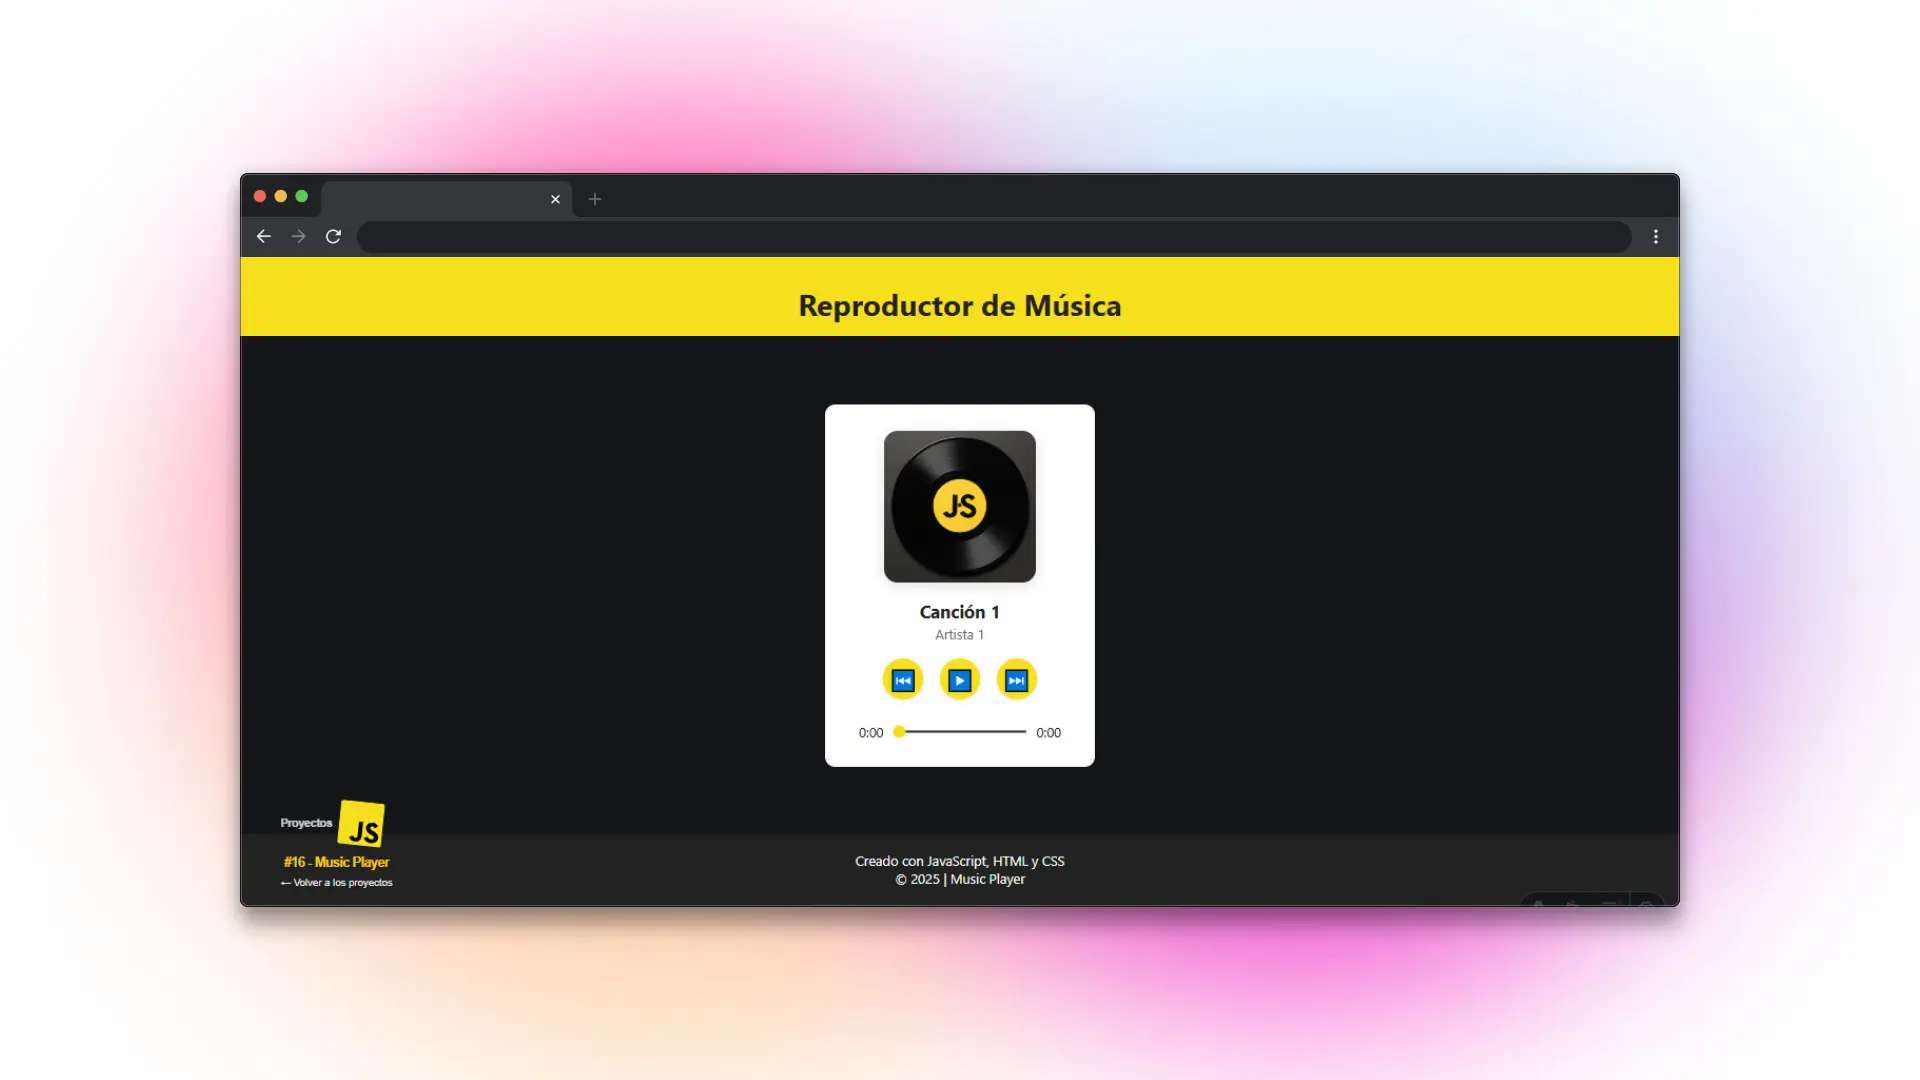 Reproductor de Música
JS
Canción 1
Artista 1
0:00
0:00
Proyectos
JS
#16 - Music Player
← Volver a los proyectos
Creado con JavaScript, HTML y CSS
© 2025 | Music Player